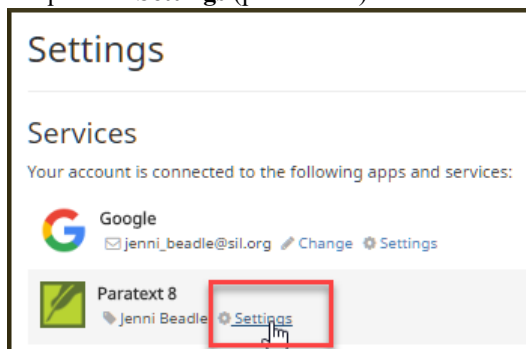 Settings
Services
Your account is connected to the following apps and services:
Google
jenni_beadle@sil.org Change Settings
Paratext 8
Jenni Beadle Settings